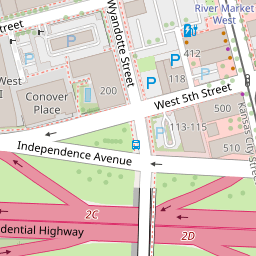 River Market
West
Street
Wyandotte Street
412
P
P
118
P
West
200
Conover
Place
West 5th Street
500
113-115
P
510
Kansas City Street
Independence Avenue
2C
dential Highway
2D